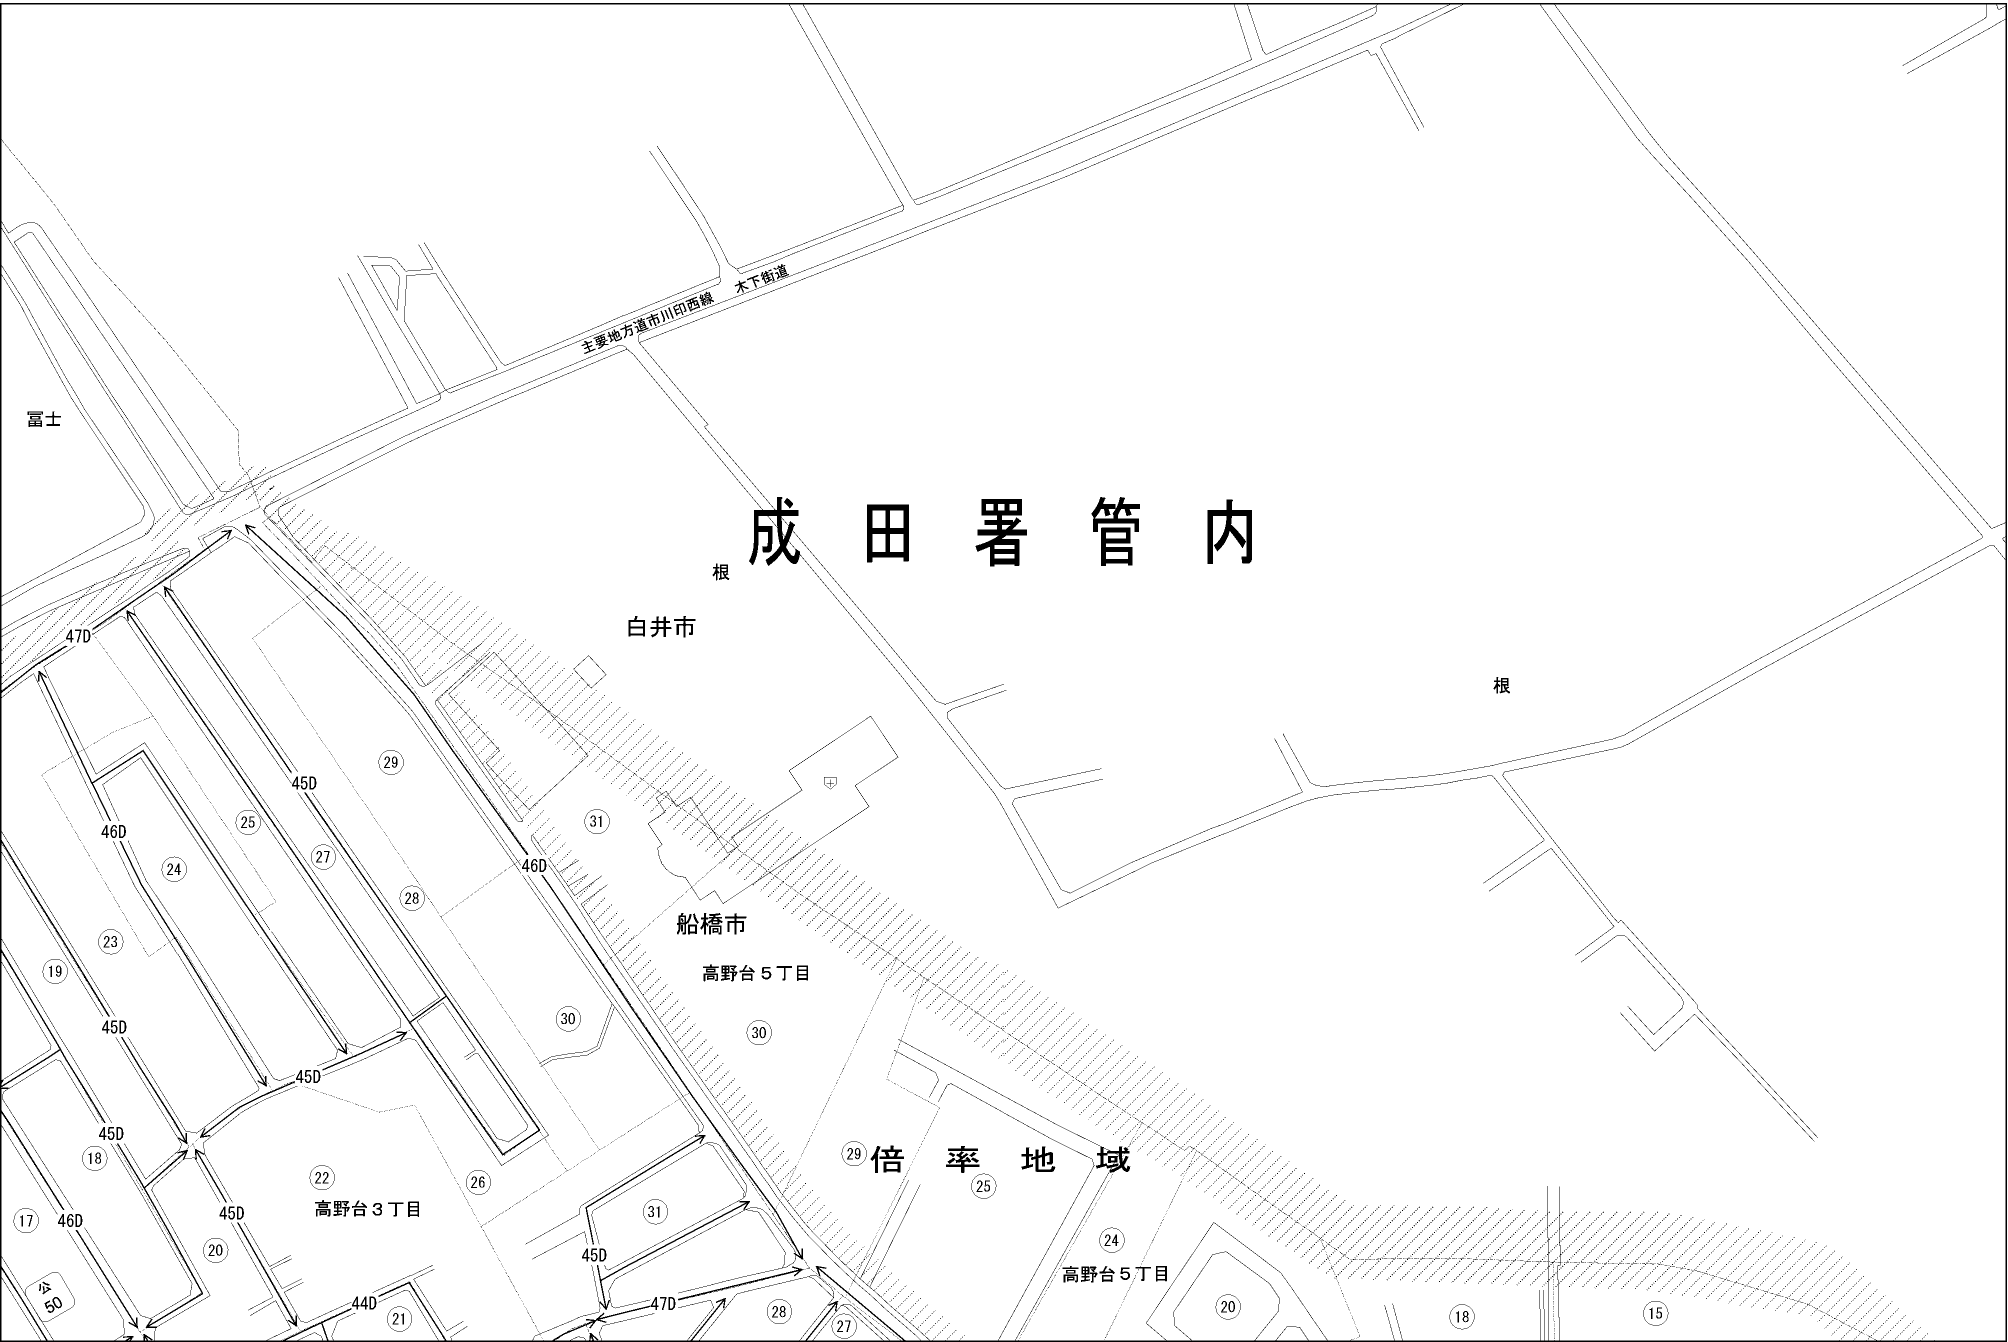 主要地方道市川印西線　木下街道
冨士
成田署管内
根
白井市
47D
根
29
45D
31
46D
25
46D
27
24
28
船橋市
23
高野台５丁目
19
30
45D
30
45D
45D
29
倍率地域
18
22
26
25
高野台３丁目
17
46D
45D
31
20
24
45D
高野台５丁目
公
50
44D
47D
28
20
15
21
27
18